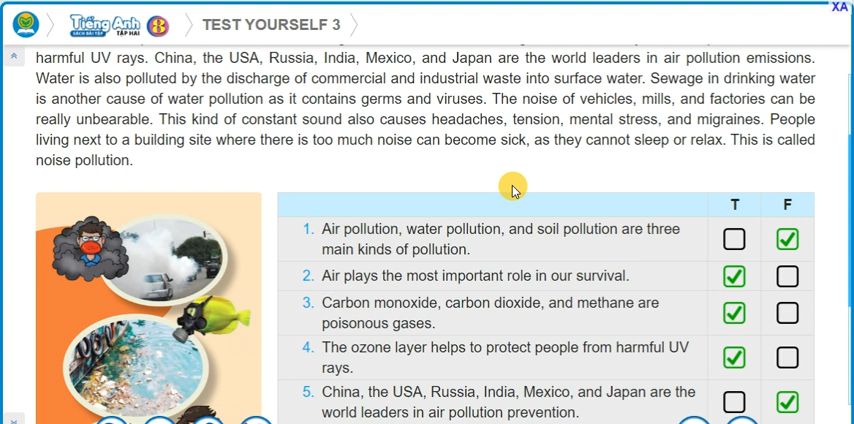 XA
Tiếng Anh 8
SÁCH BÀI TẬP TẬP HAI
TEST YOURSELF 3
harmful UV rays. China, the USA, Russia, India, Mexico, and Japan are the world leaders in air pollution emissions.
Water is also polluted by the discharge of commercial and industrial waste into surface water. Sewage in drinking water
is another cause of water pollution as it contains germs and viruses. The noise of vehicles, mills, and factories can be
really unbearable. This kind of constant sound also causes headaches, tension, mental stress, and migraines. People
living next to a building site where there is too much noise can become sick, as they cannot sleep or relax. This is called
noise pollution.
T F
1. Air pollution, water pollution, and soil pollution are three
main kinds of pollution.
2. Air plays the most important role in our survival.
3. Carbon monoxide, carbon dioxide, and methane are
poisonous gases.
4. The ozone layer helps to protect people from harmful UV
rays.
5. China, the USA, Russia, India, Mexico, and Japan are the
world leaders in air pollution prevention.